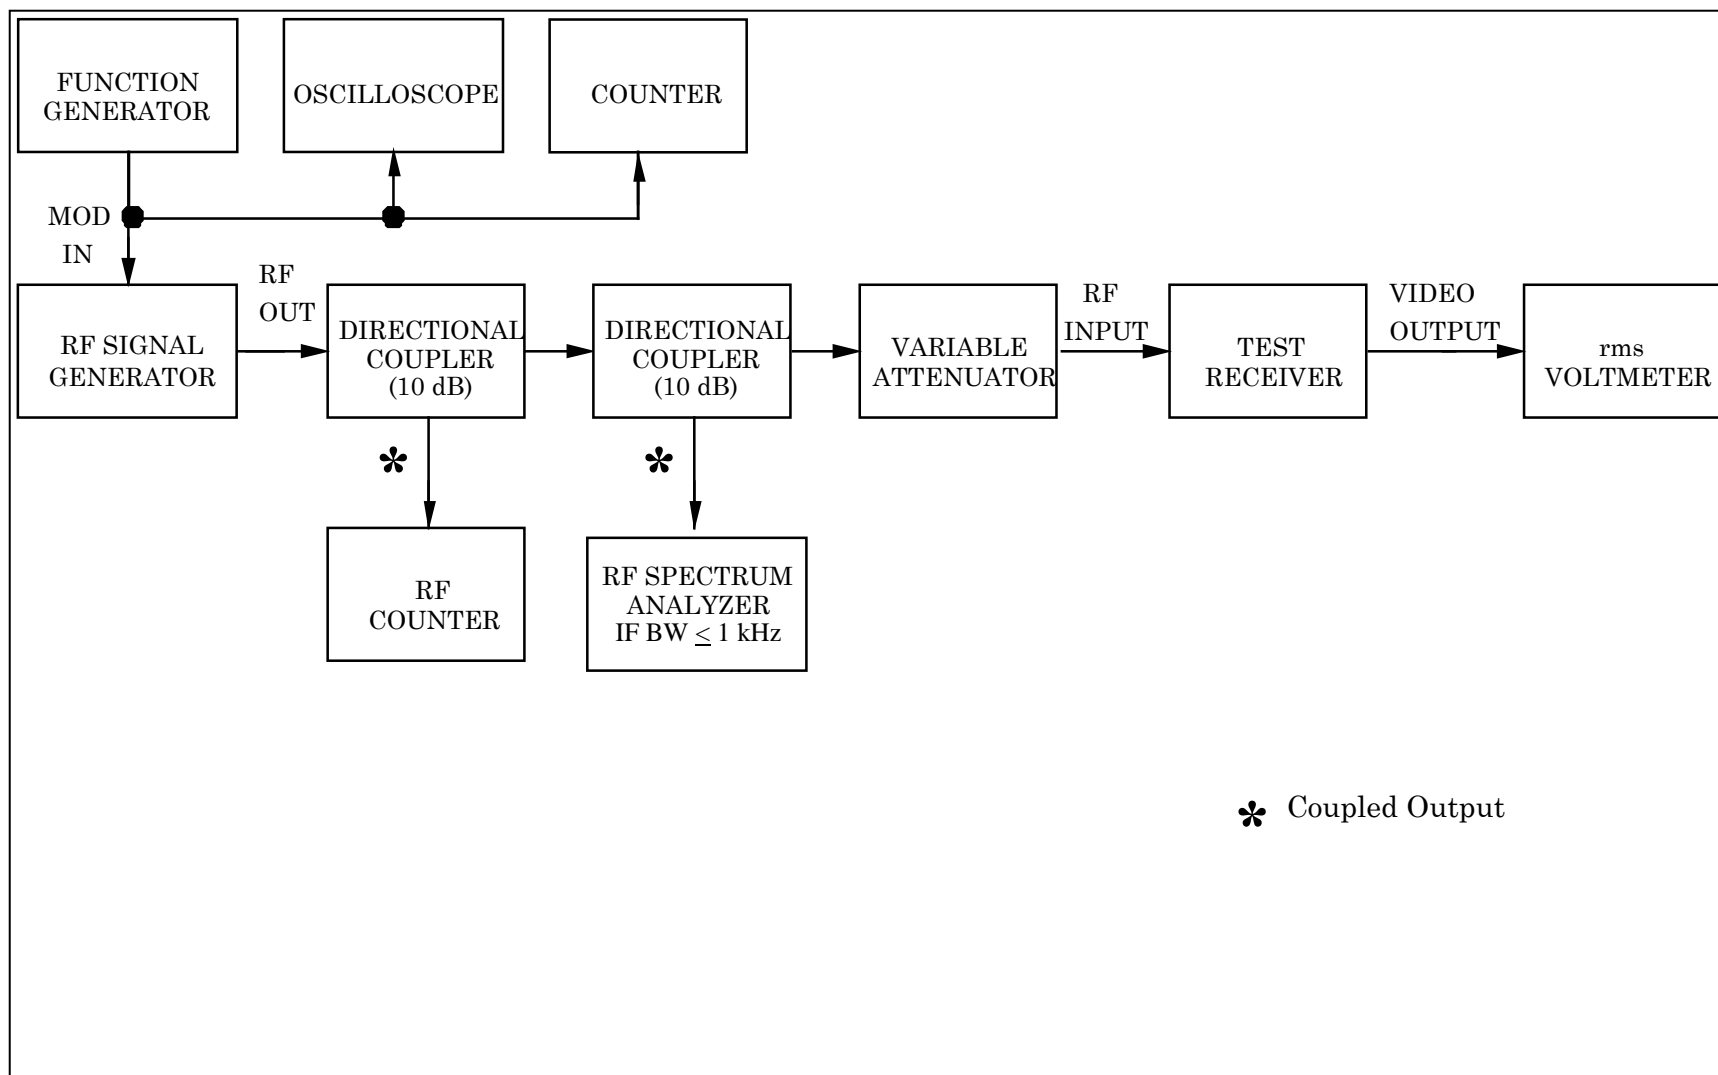 FUNCTION
GENERATOR
OSCILLOSCOPE
COUNTER
MOD
IN
RF
OUT
RF SIGNAL
GENERATOR
DIRECTIONAL
COUPLER
(10 dB)
DIRECTIONAL
COUPLER
(10 dB)
VARIABLE
ATTENUATOR
RF
INPUT
TEST
RECEIVER
VIDEO
OUTPUT
rms
VOLTMETER
*
*
RF
COUNTER
RF SPECTRUM
ANALYZER
IF BW ≤ 1 kHz
* Coupled Output